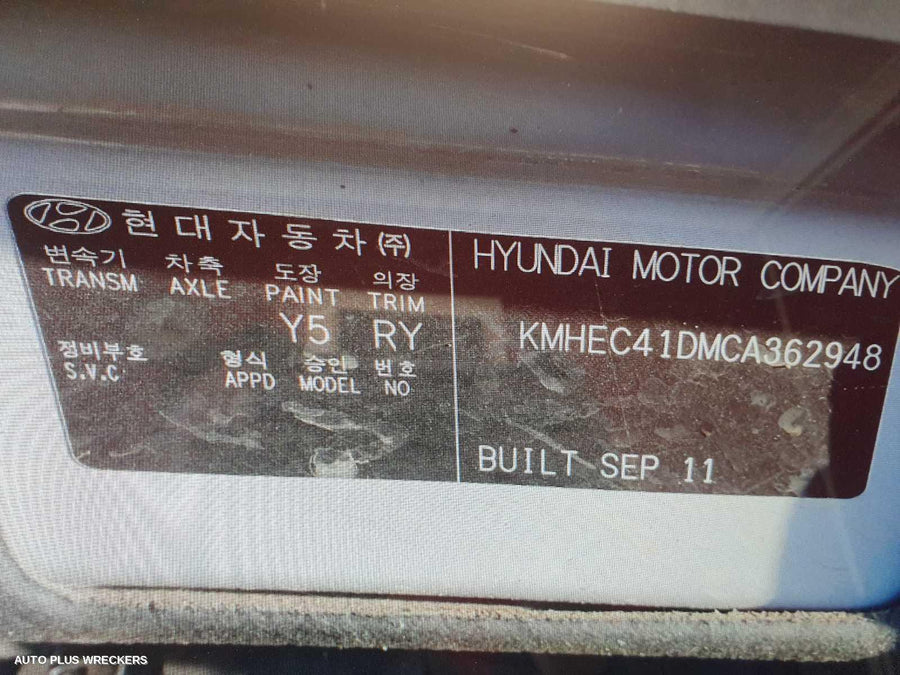 현대자동차(주)
변속기 차축 도장 의장
TRANSM AXLE PAINT TRIM
Y5 RY
정비부호 형식 승인 번호
S.V.C. APPD MODEL NO
HYUNDAI MOTOR COMPANY
KMHEC41DMCA362948
BUILT SEP 11
AUTO PLUS WRECKERS